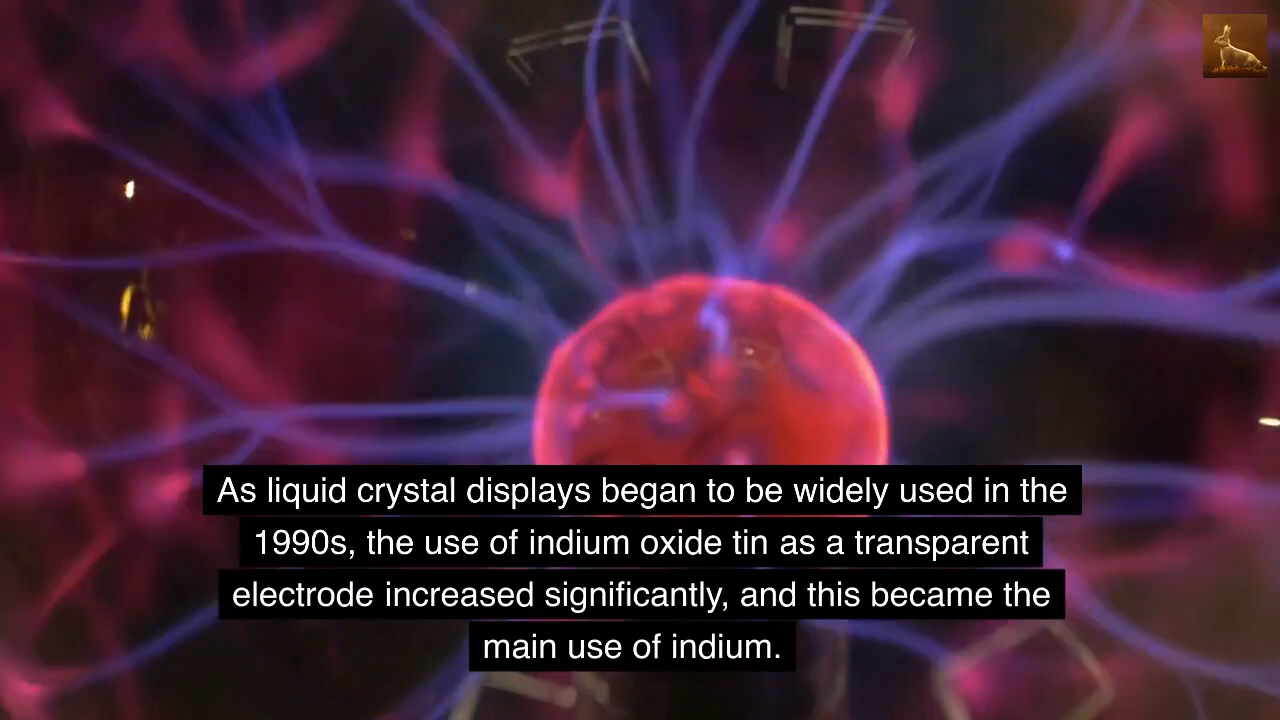 As liquid crystal displays began to be widely used in the
1990s, the use of indium oxide tin as a transparent
electrode increased significantly, and this became the
main use of indium.